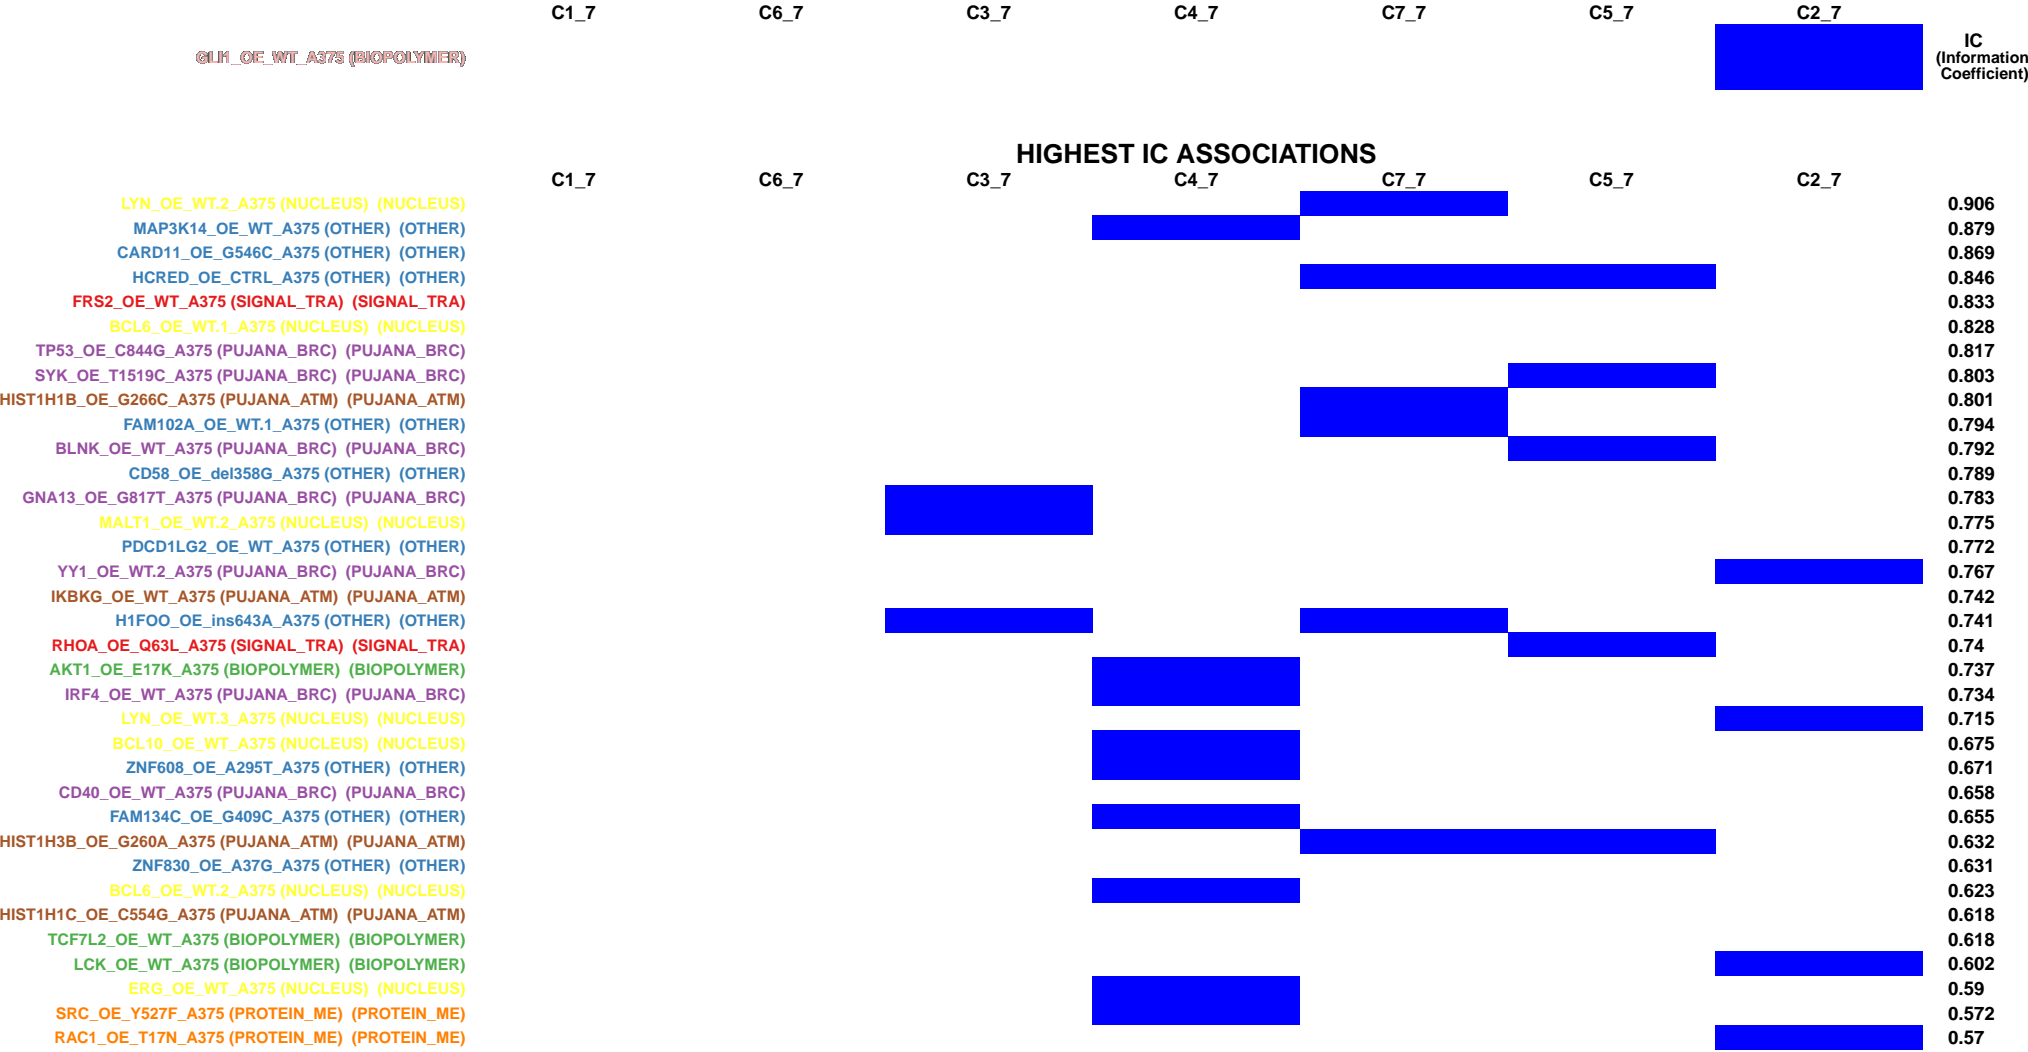 C1_7 C6_7 C3_7 C4_7 C7_7 C5_7 C2_7
GLI1_OE_WT_A375 (BIOPOLYMER)
IC
(Information
Coefficient)
HIGHEST IC ASSOCIATIONS
C1_7 C6_7 C3_7 C4_7 C7_7 C5_7 C2_7
LYN_OE_WT.2_A375 (NUCLEUS) (NUCLEUS) 0.906
MAP3K14_OE_WT_A375 (OTHER) (OTHER) 0.879
CARD11_OE_G546C_A375 (OTHER) (OTHER) 0.869
HCRED_OE_CTRL_A375 (OTHER) (OTHER) 0.846
FRS2_OE_WT_A375 (SIGNAL_TRA) (SIGNAL_TRA) 0.833
BCL6_OE_WT.1_A375 (NUCLEUS) (NUCLEUS) 0.828
TP53_OE_C844G_A375 (PUJANA_BRC) (PUJANA_BRC) 0.817
SYK_OE_T1519C_A375 (PUJANA_BRC) (PUJANA_BRC) 0.803
HIST1H1B_OE_G266C_A375 (PUJANA_ATM) (PUJANA_ATM) 0.801
FAM102A_OE_WT.1_A375 (OTHER) (OTHER) 0.794
BLNK_OE_WT_A375 (PUJANA_BRC) (PUJANA_BRC) 0.792
CD58_OE_del358G_A375 (OTHER) (OTHER) 0.789
GNA13_OE_G817T_A375 (PUJANA_BRC) (PUJANA_BRC) 0.783
MALT1_OE_WT.2_A375 (NUCLEUS) (NUCLEUS) 0.775
PDCD1LG2_OE_WT_A375 (OTHER) (OTHER) 0.772
YY1_OE_WT.2_A375 (PUJANA_BRC) (PUJANA_BRC) 0.767
IKBKG_OE_WT_A375 (PUJANA_ATM) (PUJANA_ATM) 0.742
H1FOO_OE_ins643A_A375 (OTHER) (OTHER) 0.741
RHOA_OE_Q63L_A375 (SIGNAL_TRA) (SIGNAL_TRA) 0.74
AKT1_OE_E17K_A375 (BIOPOLYMER) (BIOPOLYMER) 0.737
IRF4_OE_WT_A375 (PUJANA_BRC) (PUJANA_BRC) 0.734
LYN_OE_WT.3_A375 (NUCLEUS) (NUCLEUS) 0.715
BCL10_OE_WT_A375 (NUCLEUS) (NUCLEUS) 0.675
ZNF608_OE_A295T_A375 (OTHER) (OTHER) 0.671
CD40_OE_WT_A375 (PUJANA_BRC) (PUJANA_BRC) 0.658
FAM134C_OE_G409C_A375 (OTHER) (OTHER) 0.655
HIST1H3B_OE_G260A_A375 (PUJANA_ATM) (PUJANA_ATM) 0.632
ZNF830_OE_A37G_A375 (OTHER) (OTHER) 0.631
BCL6_OE_WT.2_A375 (NUCLEUS) (NUCLEUS) 0.623
HIST1H1C_OE_C554G_A375 (PUJANA_ATM) (PUJANA_ATM) 0.618
TCF7L2_OE_WT_A375 (BIOPOLYMER) (BIOPOLYMER) 0.618
LCK_OE_WT_A375 (BIOPOLYMER) (BIOPOLYMER) 0.602
ERG_OE_WT_A375 (NUCLEUS) (NUCLEUS) 0.59
SRC_OE_Y527F_A375 (PROTEIN_ME) (PROTEIN_ME) 0.572
RAC1_OE_T17N_A375 (PROTEIN_ME) (PROTEIN_ME) 0.57